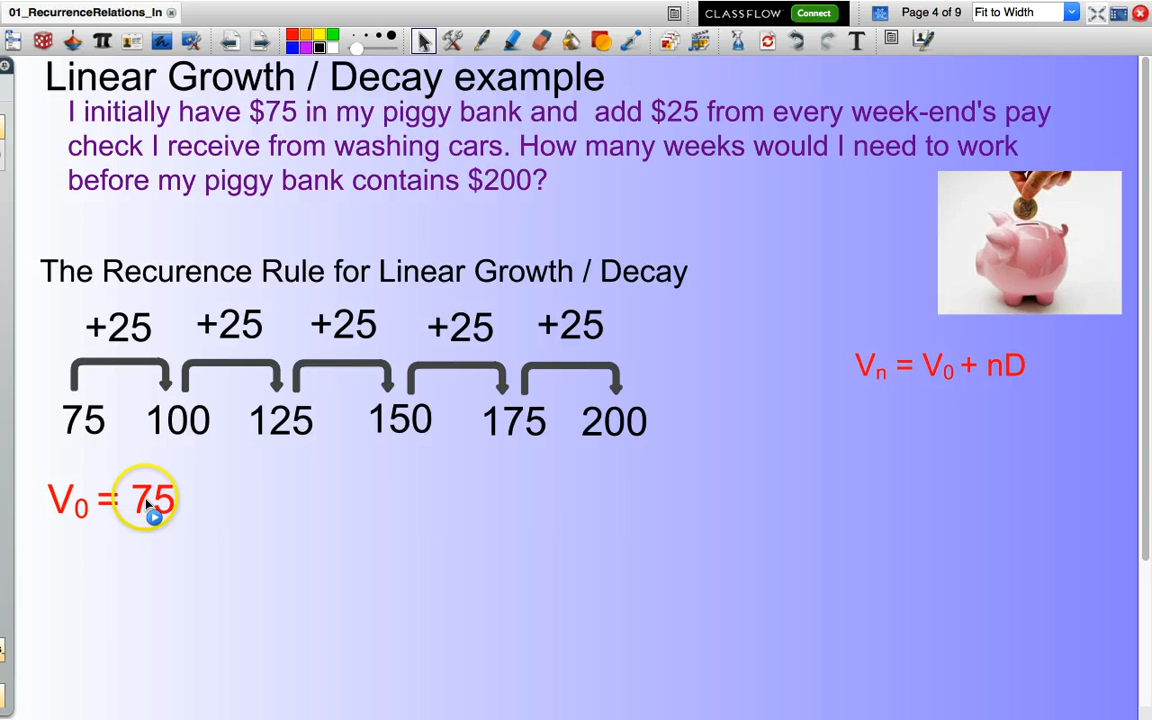 01_RecurrenceRelations_In
CLASSFLOW Connect
Page 4 of 9
Fit to Width
Linear Growth / Decay example
I initially have $75 in my piggy bank and add $25 from every week-end's pay
check I receive from washing cars. How many weeks would I need to work
before my piggy bank contains $200?
The Recurence Rule for Linear Growth / Decay
+25 +25 +25 +25 +25
Vn = V0 + nD
75 100 125 150 175 200
V0 = 75